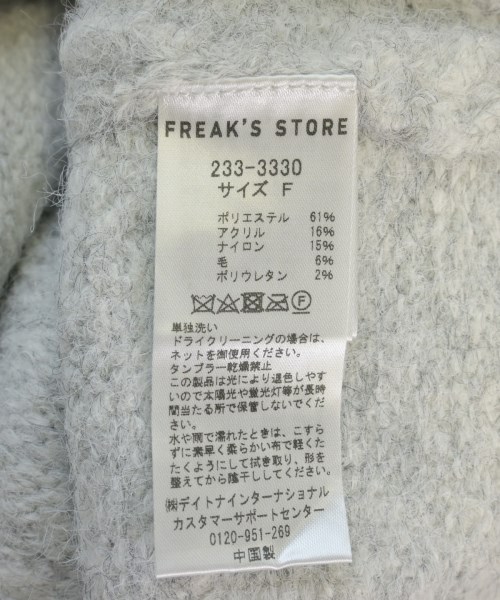 FREAK'S STORE
233-3330
サイズ F
ポリエステル 61%
アクリル 16%
ナイロン 15%
毛 6%
ポリウレタン 2%
単独洗い
ドライクリーニングの場合は、
ネットを御使用ください。
タンブラー乾燥禁止
この製品は光により退色しやす
いので太陽光や蛍光灯等が長時
間当たる所で保管しないでくだ
さい。
水や雨で濡れたときは、こすら
ずに素早く柔らかい布で軽くた
たくようにして拭き取り、形を
整えてから陰干ししてください。
㈱デイトナインターナショナル
カスタマーサポートセンター
0120-951-269
中国製